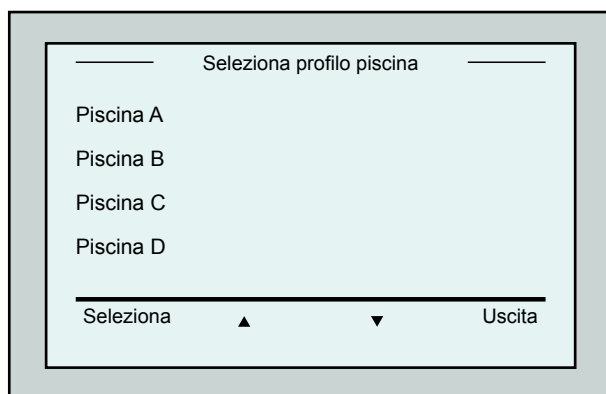 Seleziona profilo piscina
Piscina A
Piscina B
Piscina C
Piscina D
Seleziona ▲ ▼ Uscita